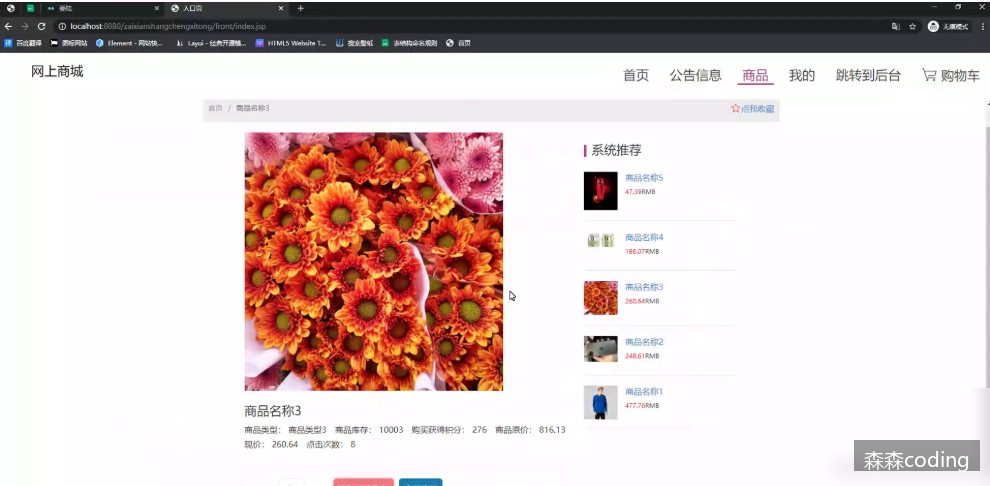 登陆
入口页
localhost:8080/zaixianshangchengxitong/front/index.jsp
无痕模式
百度翻译 图标网站 Element - 网站快... Layui - 经典开源模... HTML5 Website T... 搜索壁纸 表结构命名规则 首页
网上商城
首页 公告信息 商品 我的 跳转到后台 购物车
首页 / 商品名称3
点我收藏
系统推荐
商品名称5
47.39RMB
商品名称4
186.07RMB
商品名称3
260.64RMB
商品名称2
248.61RMB
商品名称1
477.76RMB
商品名称3
商品类型: 商品类型3 商品库存: 10003 购买获得积分: 276 商品原价: 816.13
现价: 260.64 点击次数: 8
森森coding